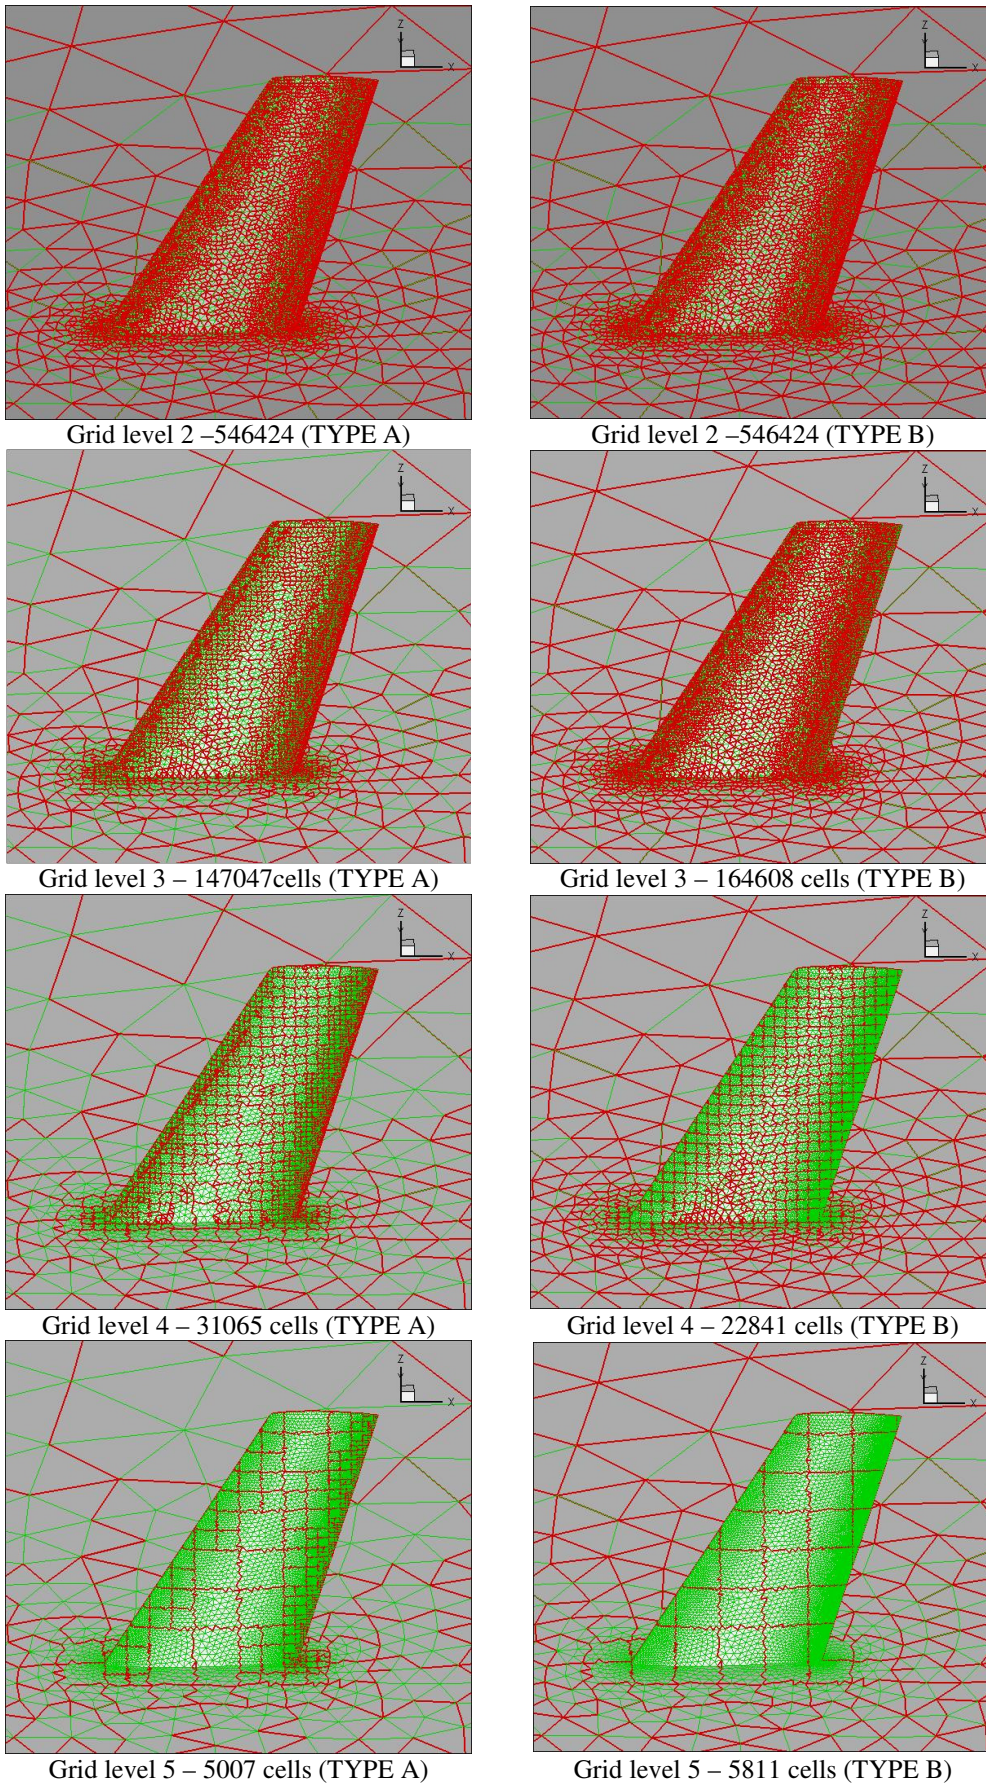 Z
Y
X
Z
Y
X
Grid level 2 –546424 (TYPE A)
Grid level 2 –546424 (TYPE B)
Z
Y
X
Z
Y
X
Grid level 3 – 147047cells (TYPE A)
Grid level 3 – 164608 cells (TYPE B)
Z
Y
X
Z
Y
X
Grid level 4 – 31065 cells (TYPE A)
Grid level 4 – 22841 cells (TYPE B)
Z
Y
X
Z
Y
X
Grid level 5 – 5007 cells (TYPE A)
Grid level 5 – 5811 cells (TYPE B)